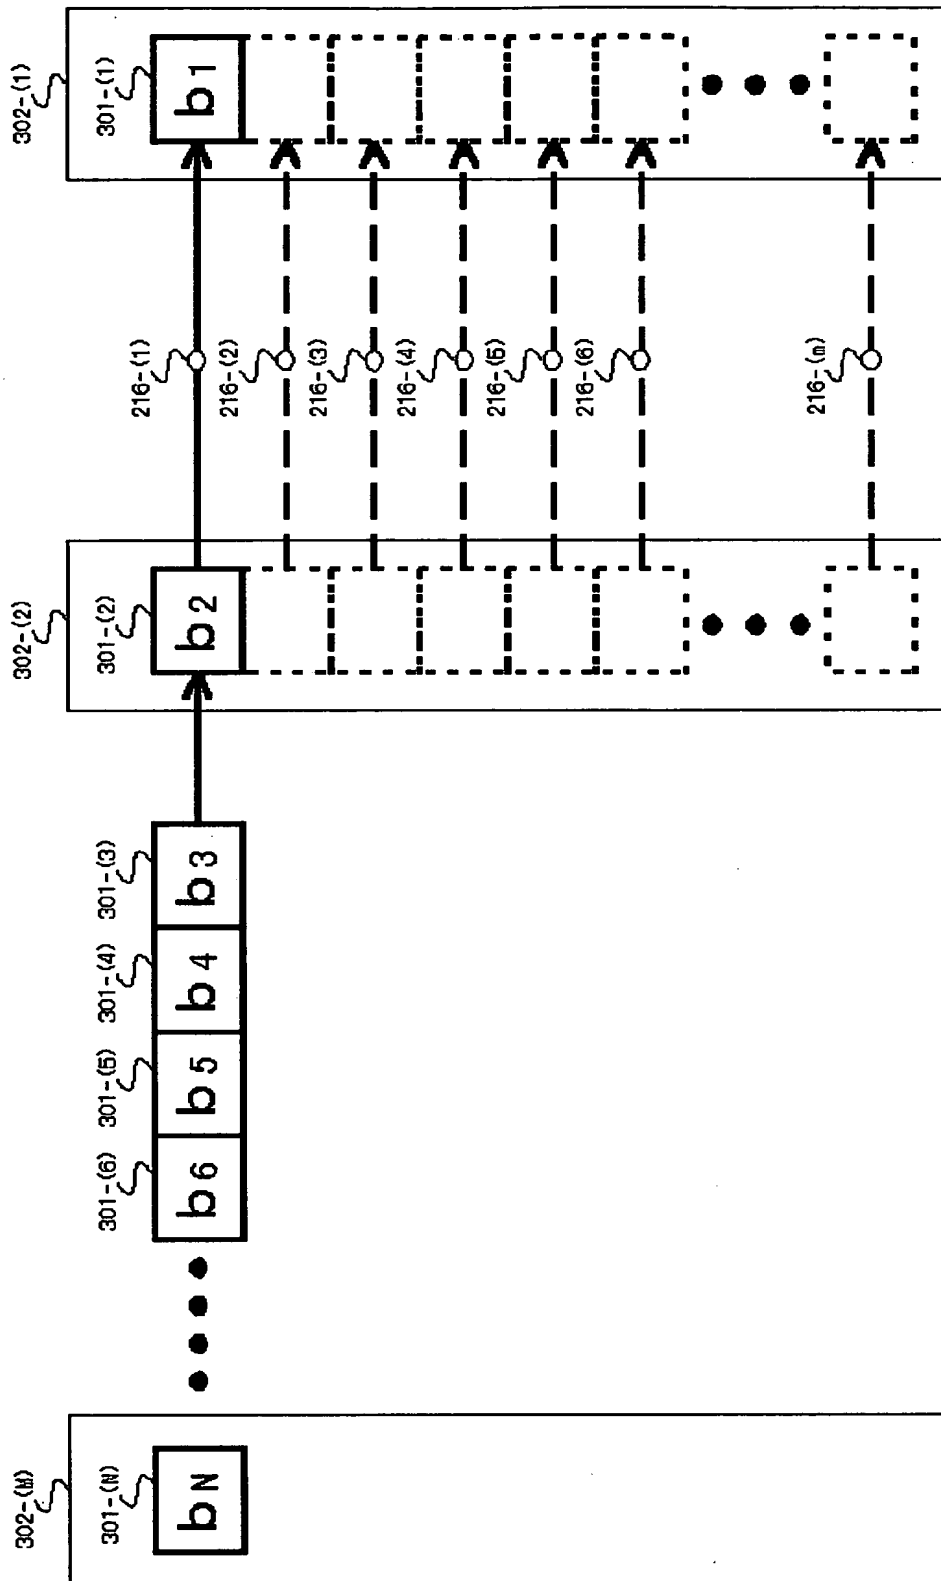 302-(M)
302-(2)
302-(1)
301-(N)
301-(6)
301-(5)
301-(4)
301-(3)
301-(2)
301-(1)
216-(1)
bN
b6
b5
b4
b3
b2
b1
216-(2)
216-(3)
216-(4)
216-(5)
216-(6)
216-(m)